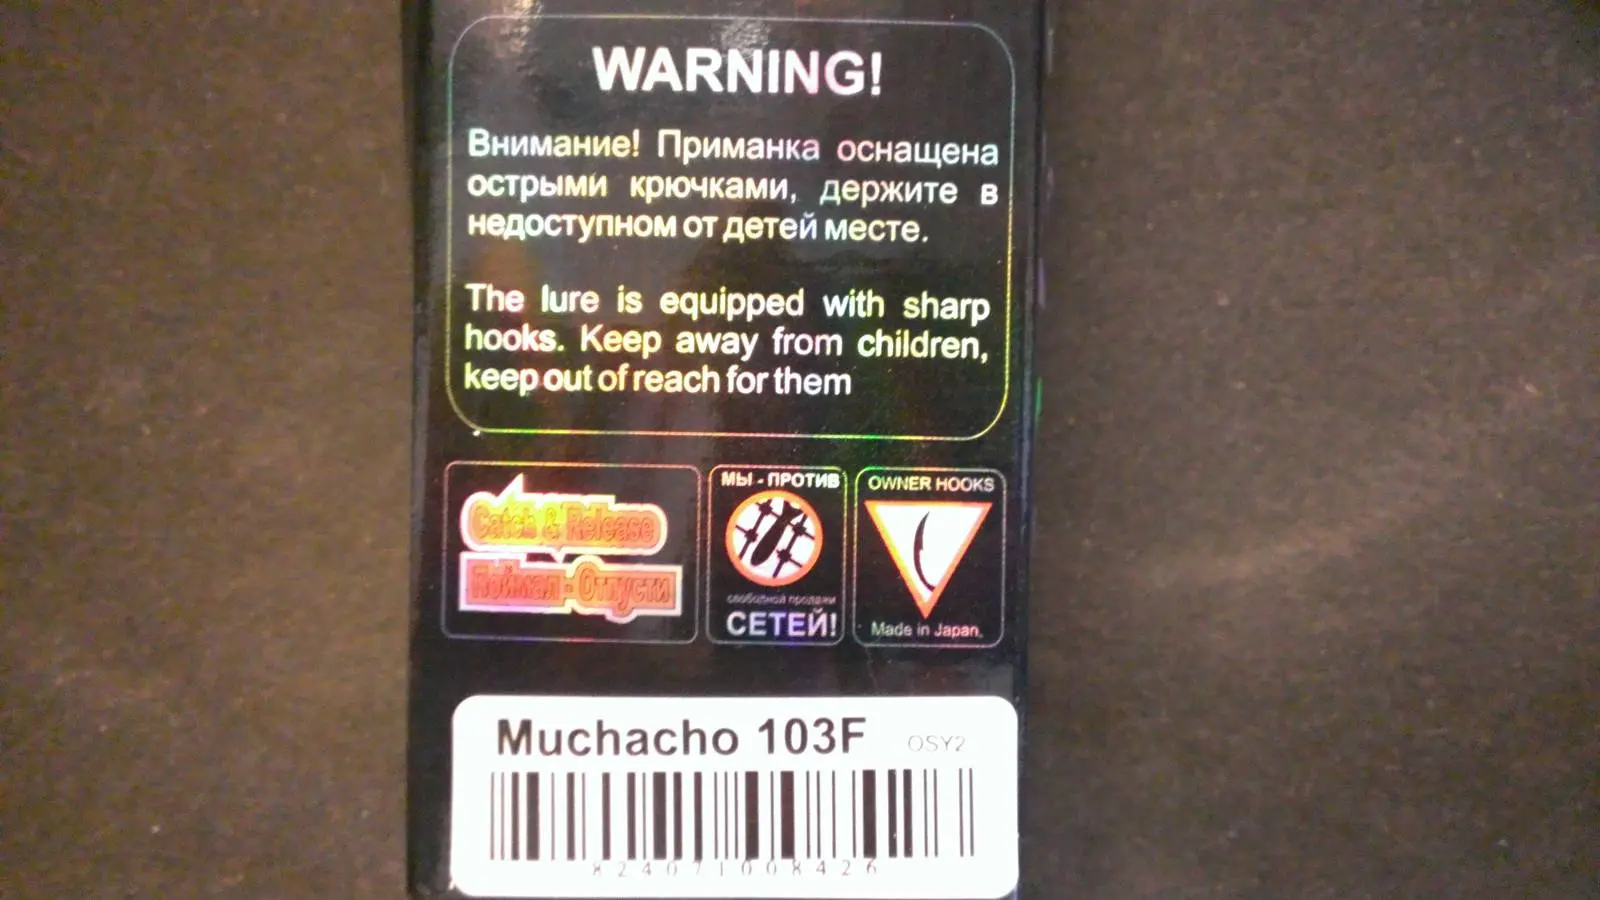 WARNING!
Внимание! Приманка оснащена
острыми крючками, держите в
недоступном от детей месте.
The lure is equipped with sharp
hooks. Keep away from children,
keep out of reach for them
Catch & Release
Поймал - Отпусти
МЫ - ПРОТИВ
свободной продажи
СЕТЕЙ!
OWNER HOOKS
Made in Japan.
Muchacho 103F OSY2
824071008426